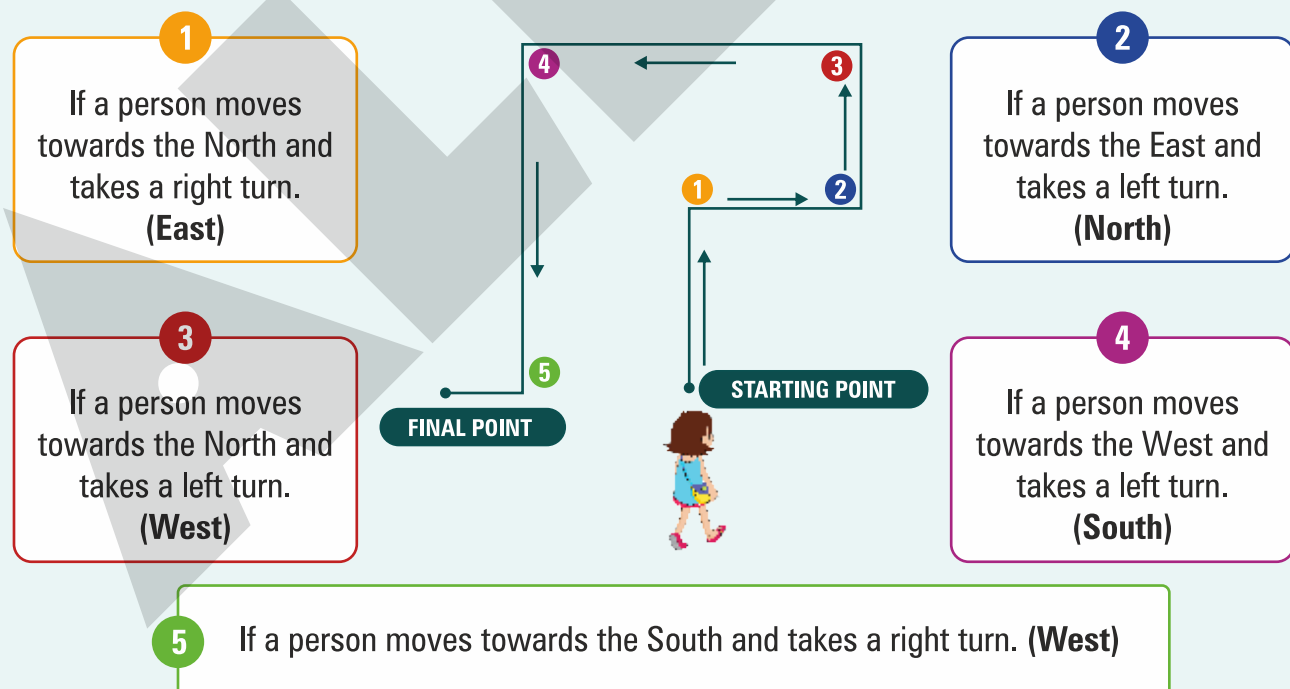 1
If a person moves
towards the North and
takes a right turn.
(East)
2
If a person moves
towards the East and
takes a left turn.
(North)
4
3
1
2
5
STARTING POINT
FINAL POINT
3
If a person moves
towards the North and
takes a left turn.
(West)
4
If a person moves
towards the West and
takes a left turn.
(South)
5
If a person moves towards the South and takes a right turn. (West)